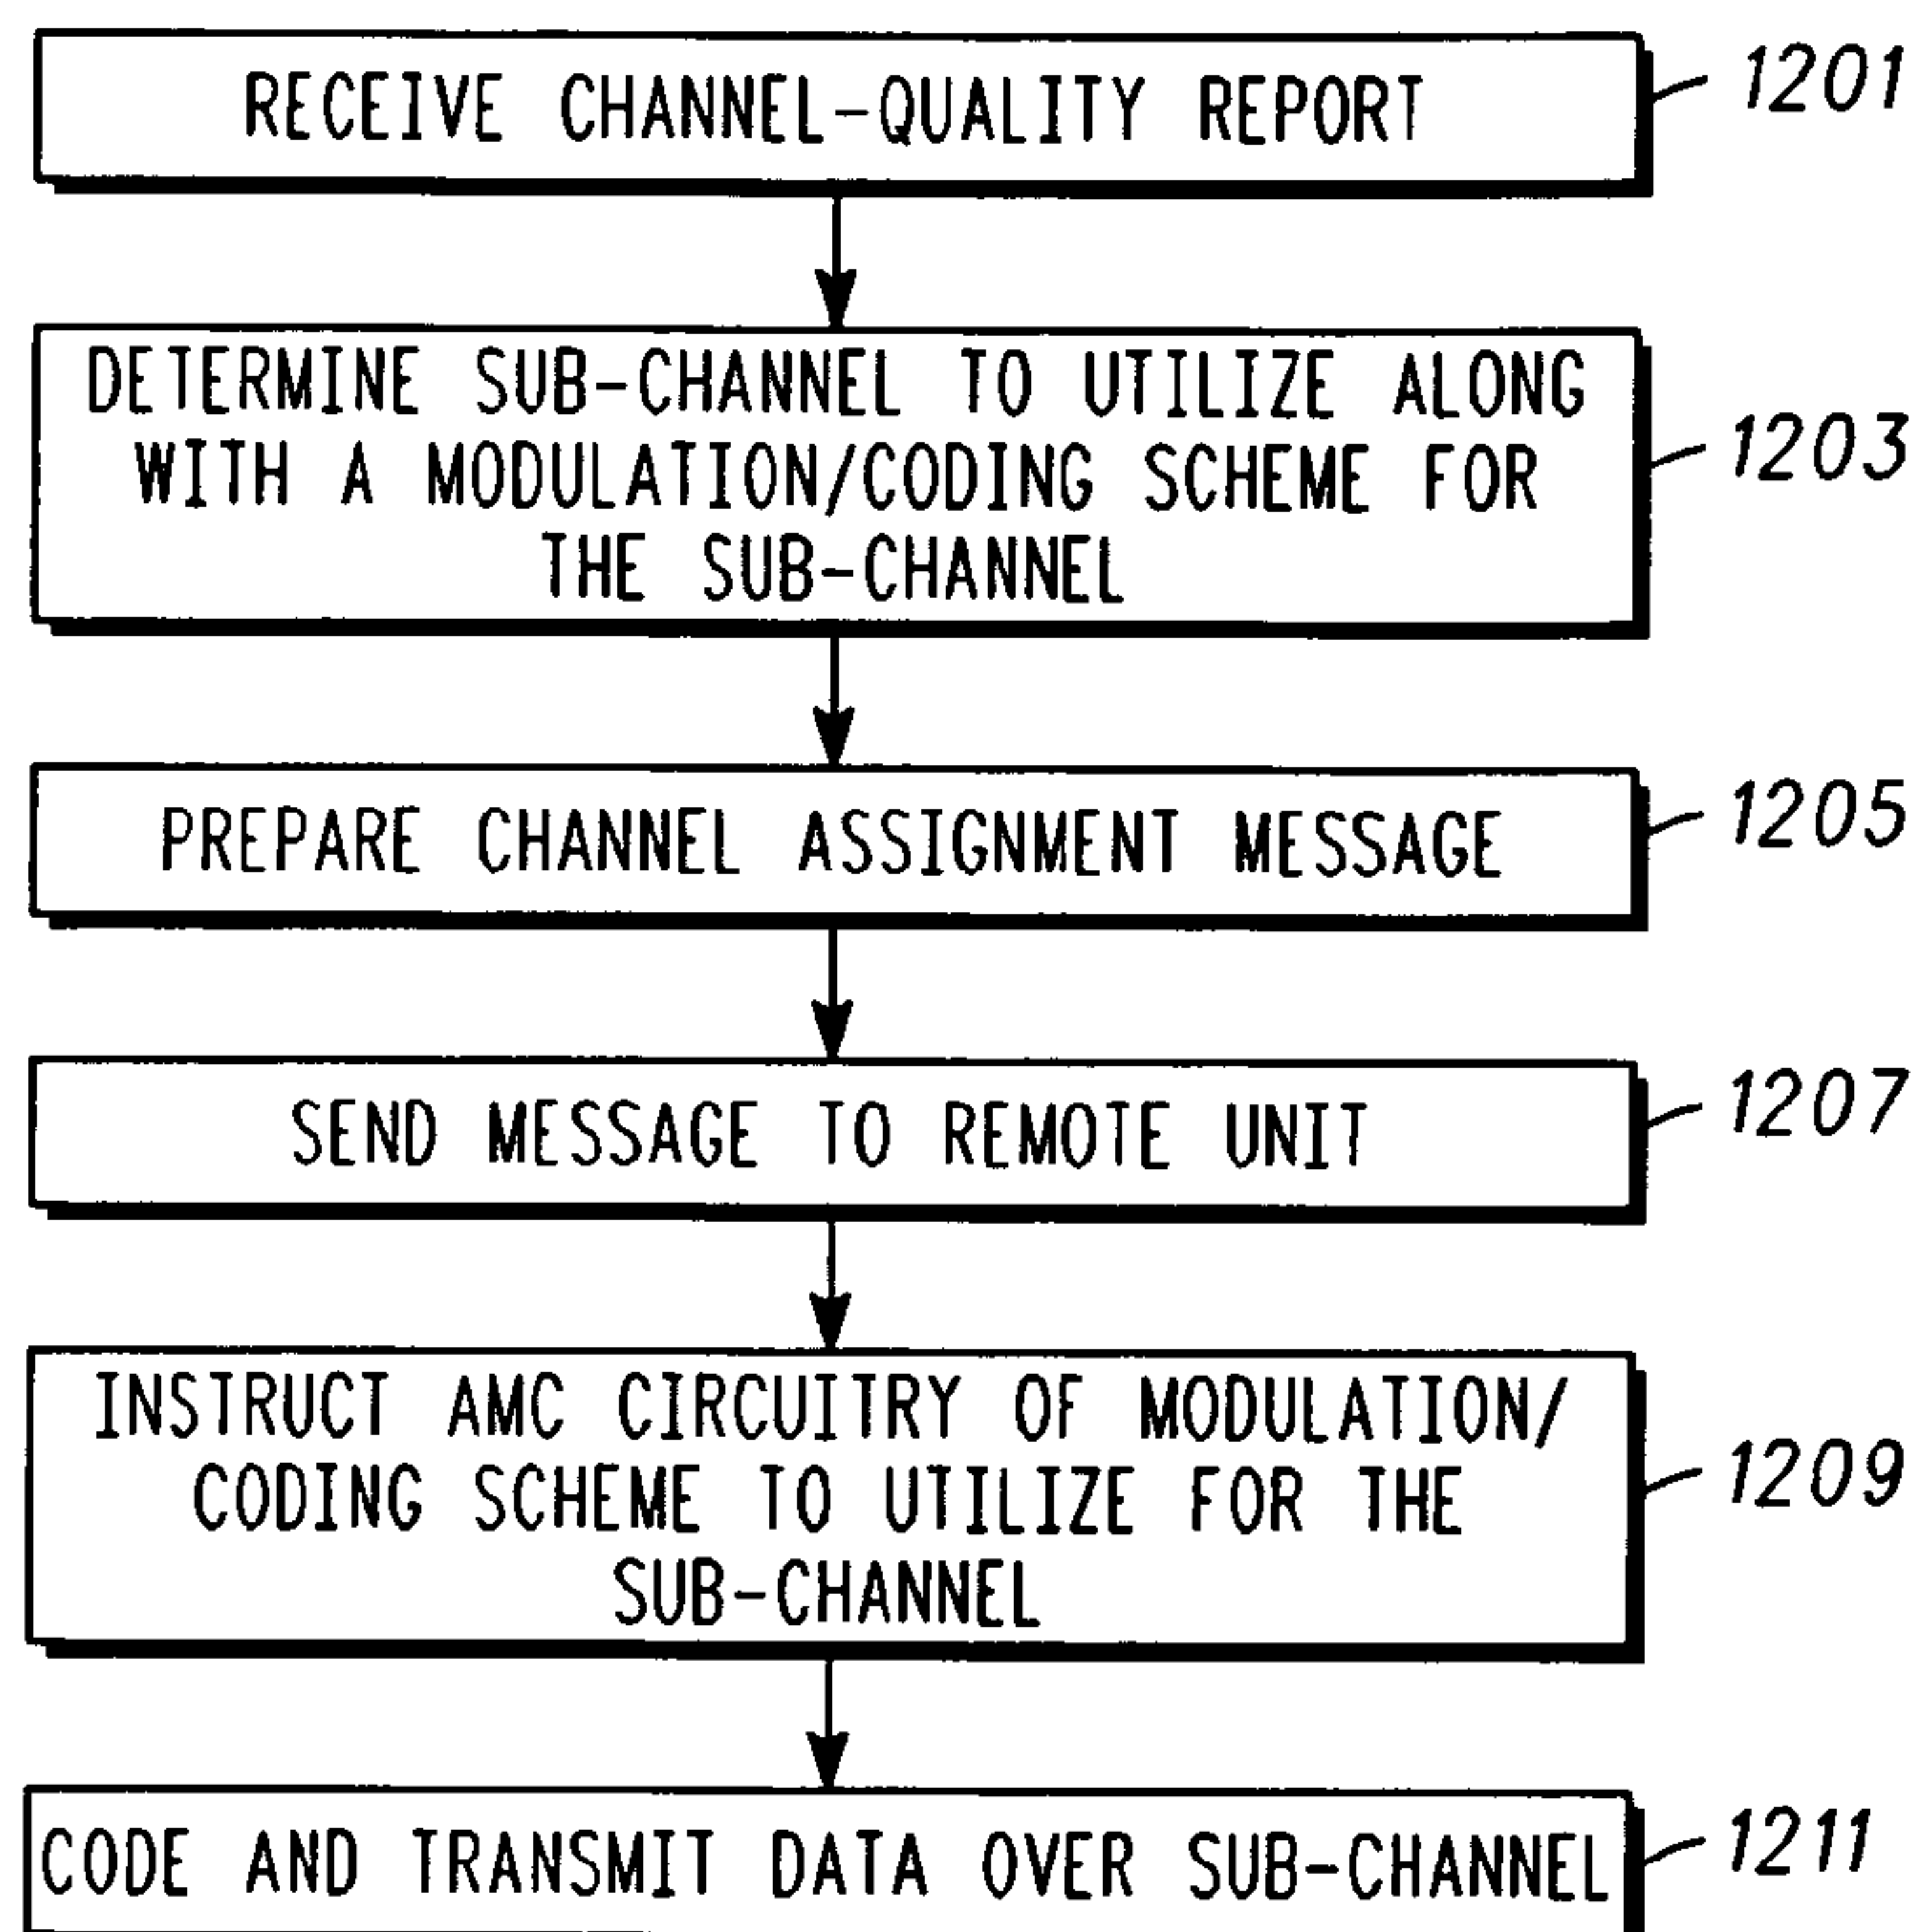 RECEIVE CHANNEL-QUALITY REPORT
1201
DETERMINE SUB-CHANNEL TO UTILIZE ALONG
WITH A MODULATION/CODING SCHEME FOR
THE SUB-CHANNEL
1203
PREPARE CHANNEL ASSIGNMENT MESSAGE
1205
SEND MESSAGE TO REMOTE UNIT
1207
INSTRUCT AMC CIRCUITRY OF MODULATION/
CODING SCHEME TO UTILIZE FOR THE
SUB-CHANNEL
1209
CODE AND TRANSMIT DATA OVER SUB-CHANNEL
1211